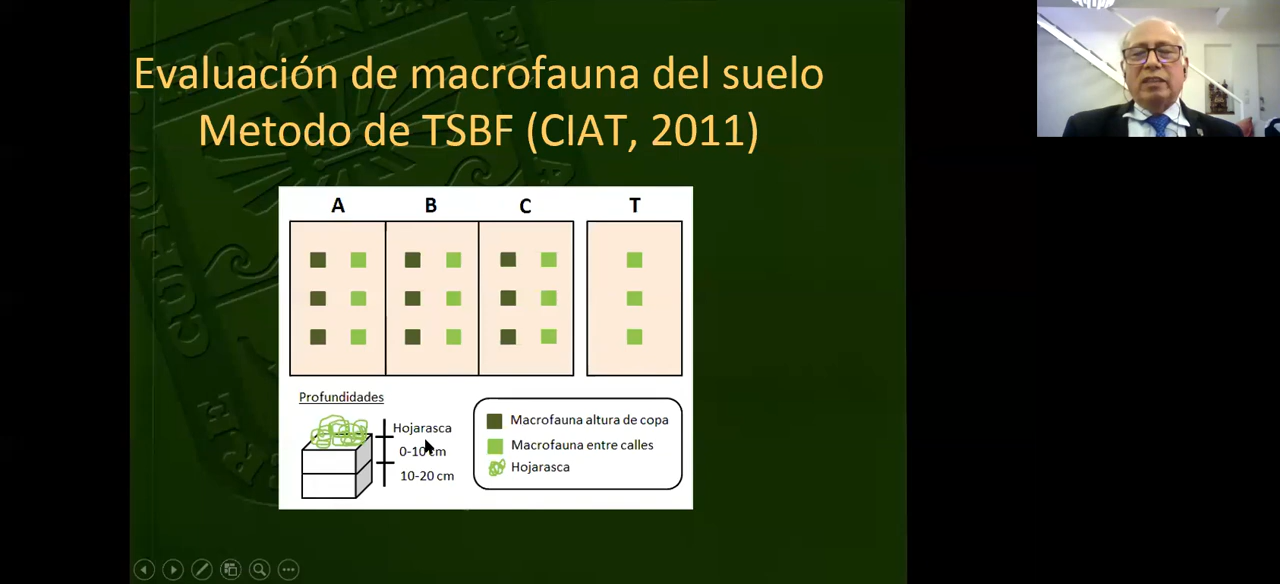 Evaluación de macrofauna del suelo
Metodo de TSBF (CIAT, 2011)
A B C T
Profundidades
Hojarasca
0-10 cm
10-20 cm
Macrofauna altura de copa
Macrofauna entre calles
Hojarasca